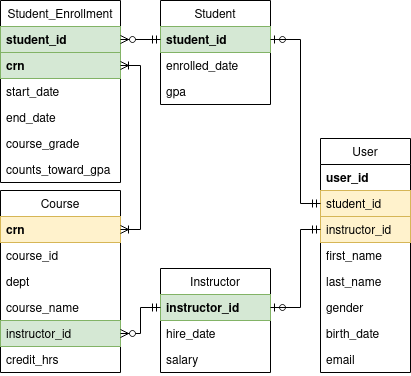 Student_Enrollment
student_id
crn
start_date
end_date
course_grade
counts_toward_gpa
Student
student_id
enrolled_date
gpa
User
user_id
student_id
instructor_id
first_name
last_name
gender
birth_date
email
Course
crn
course_id
dept
course_name
instructor_id
credit_hrs
Instructor
instructor_id
hire_date
salary